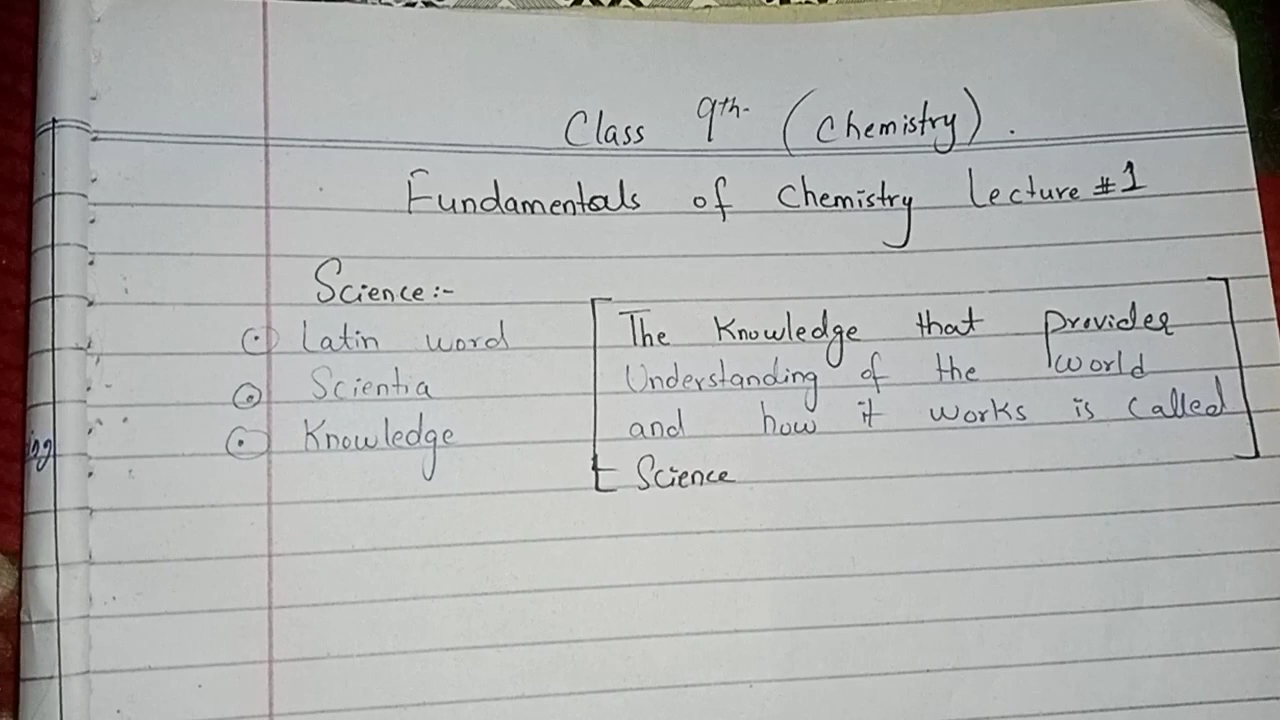 Class 9th. (Chemistry).
Fundamentals of Chemistry Lecture #1
Science:-
Latin word
Scientia
Knowledge
The Knowledge that provides
Understanding of the world
and how it works is called
Science